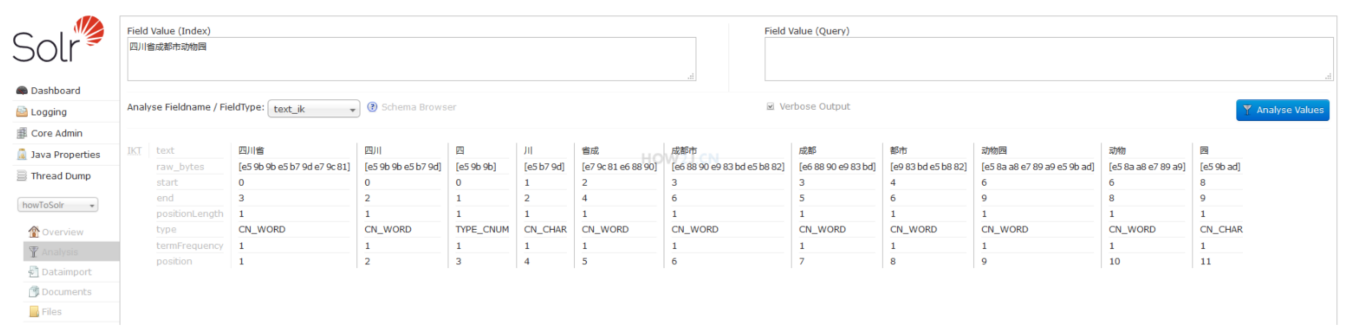 Solr
Field Value (Index)
四川省成都市动物园
Field Value (Query)
Dashboard
Logging
Core Admin
Java Properties
Thread Dump
howToSolr
Overview
Analysis
Dataimport
Documents
Files
Analyse Fieldname / FieldType: text_ik Schema Browser
Verbose Output
Analyse Values
IKT text 四川省 四川 四 川 省成 成都市 成都 都市 动物园 动物 园
raw_bytes [e5 9b 9b e5 b7 9d e7 9c 81] [e5 9b 9b e5 b7 9d] [e5 9b 9b] [e5 b7 9d] [e7 9c 81 e6 88 90] [e6 88 90 e9 83 bd e5 b8 82] [e6 88 90 e9 83 bd] [e9 83 bd e5 b8 82] [e5 8a a8 e7 89 a9 e5 9b ad] [e5 8a a8 e7 89 a9] [e5 9b ad]
start 0 0 0 1 2 3 3 4 6 6 8
end 3 2 1 2 4 6 5 6 9 8 9
positionLength 1 1 1 1 1 1 1 1 1 1 1
type CN_WORD CN_WORD TYPE_CNUM CN_CHAR CN_WORD CN_WORD CN_WORD CN_WORD CN_WORD CN_WORD CN_CHAR
termFrequency 1 1 1 1 1 1 1 1 1 1 1
position 1 2 3 4 5 6 7 8 9 10 11